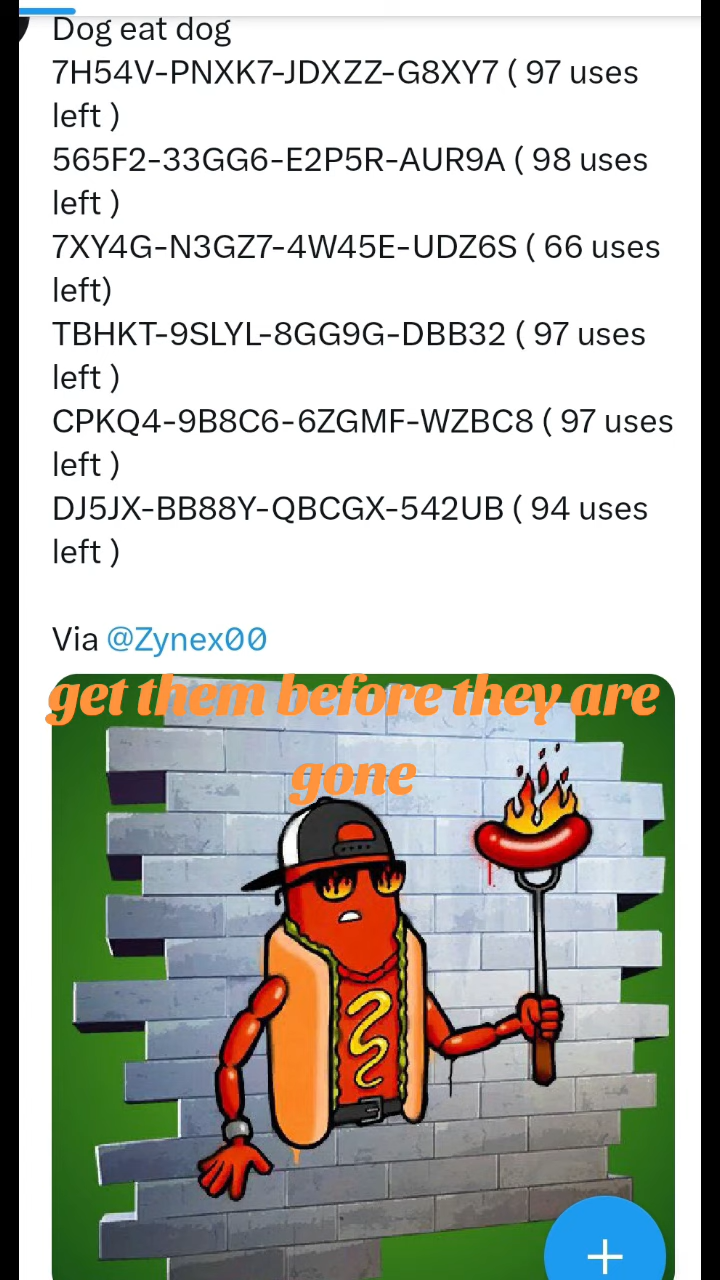 Dog eat dog
7H54V-PNXK7-JDXZZ-G8XY7 ( 97 uses
left )
565F2-33GG6-E2P5R-AUR9A ( 98 uses
left )
7XY4G-N3GZ7-4W45E-UDZ6S ( 66 uses
left)
TBHKT-9SLYL-8GG9G-DBB32 ( 97 uses
left )
CPKQ4-9B8C6-6ZGMF-WZBC8 ( 97 uses
left )
DJ5JX-BB88Y-QBCGX-542UB ( 94 uses
left )
Via @Zynex00
get them before they are
gone